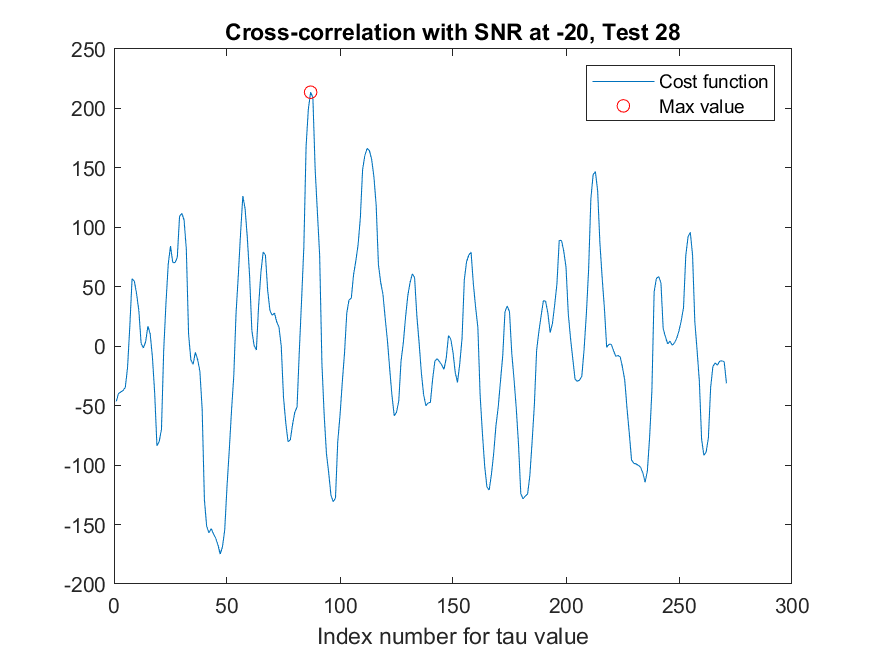 Cross-correlation with SNR at -20, Test 28
Cost function
Max value
250
200
150
100
50
0
-50
-100
-150
-200
0 50 100 150 200 250 300
Index number for tau value